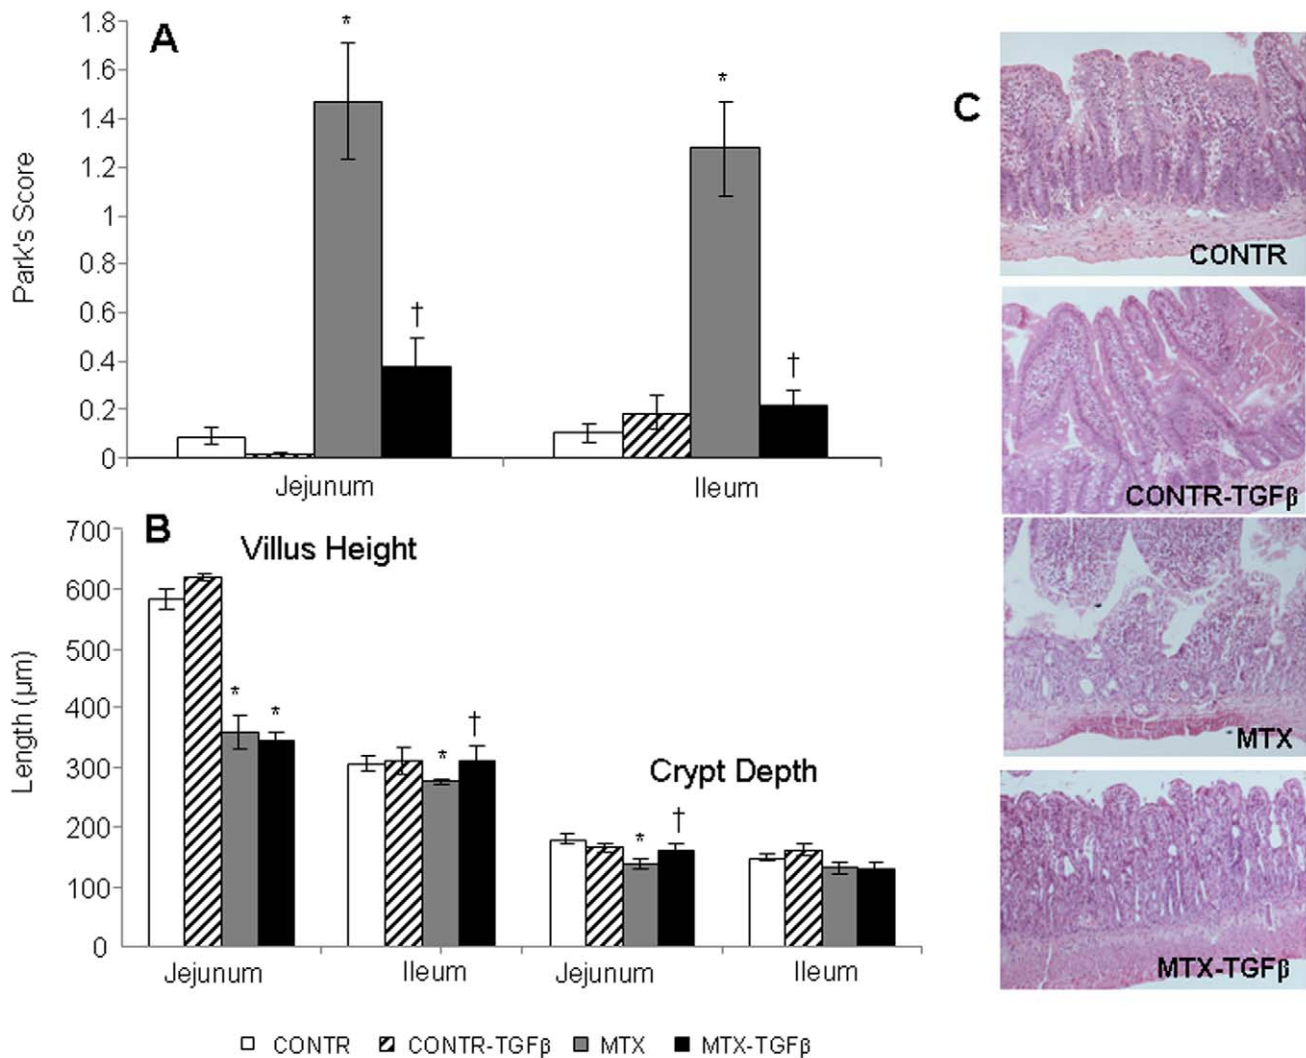 A
1.8
1.6
1.4
1.2
1
0.8
0.6
0.4
0.2
0
Park's Score
*
†
*
†
Jejunum
Ileum
B
Villus Height
700
600
500
400
300
200
100
0
Length (µm)
*
*
*
†
Crypt Depth
*
†
Jejunum
Ileum
Jejunum
Ileum
CONTR
CONTR-TGFβ
MTX
MTX-TGFβ
C
CONTR
CONTR-TGFβ
MTX
MTX-TGFβ